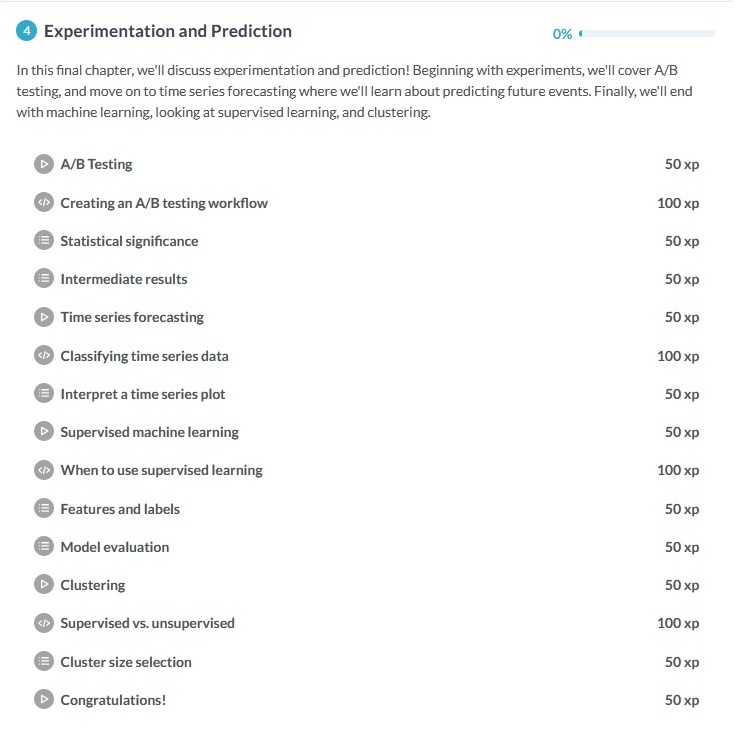 4 Experimentation and Prediction 0%
In this final chapter, we'll discuss experimentation and prediction! Beginning with experiments, we'll cover A/B
testing, and move on to time series forecasting where we'll learn about predicting future events. Finally, we'll end
with machine learning, looking at supervised learning, and clustering.
A/B Testing 50 xp
Creating an A/B testing workflow 100 xp
Statistical significance 50 xp
Intermediate results 50 xp
Time series forecasting 50 xp
Classifying time series data 100 xp
Interpret a time series plot 50 xp
Supervised machine learning 50 xp
When to use supervised learning 100 xp
Features and labels 50 xp
Model evaluation 50 xp
Clustering 50 xp
Supervised vs. unsupervised 100 xp
Cluster size selection 50 xp
Congratulations! 50 xp